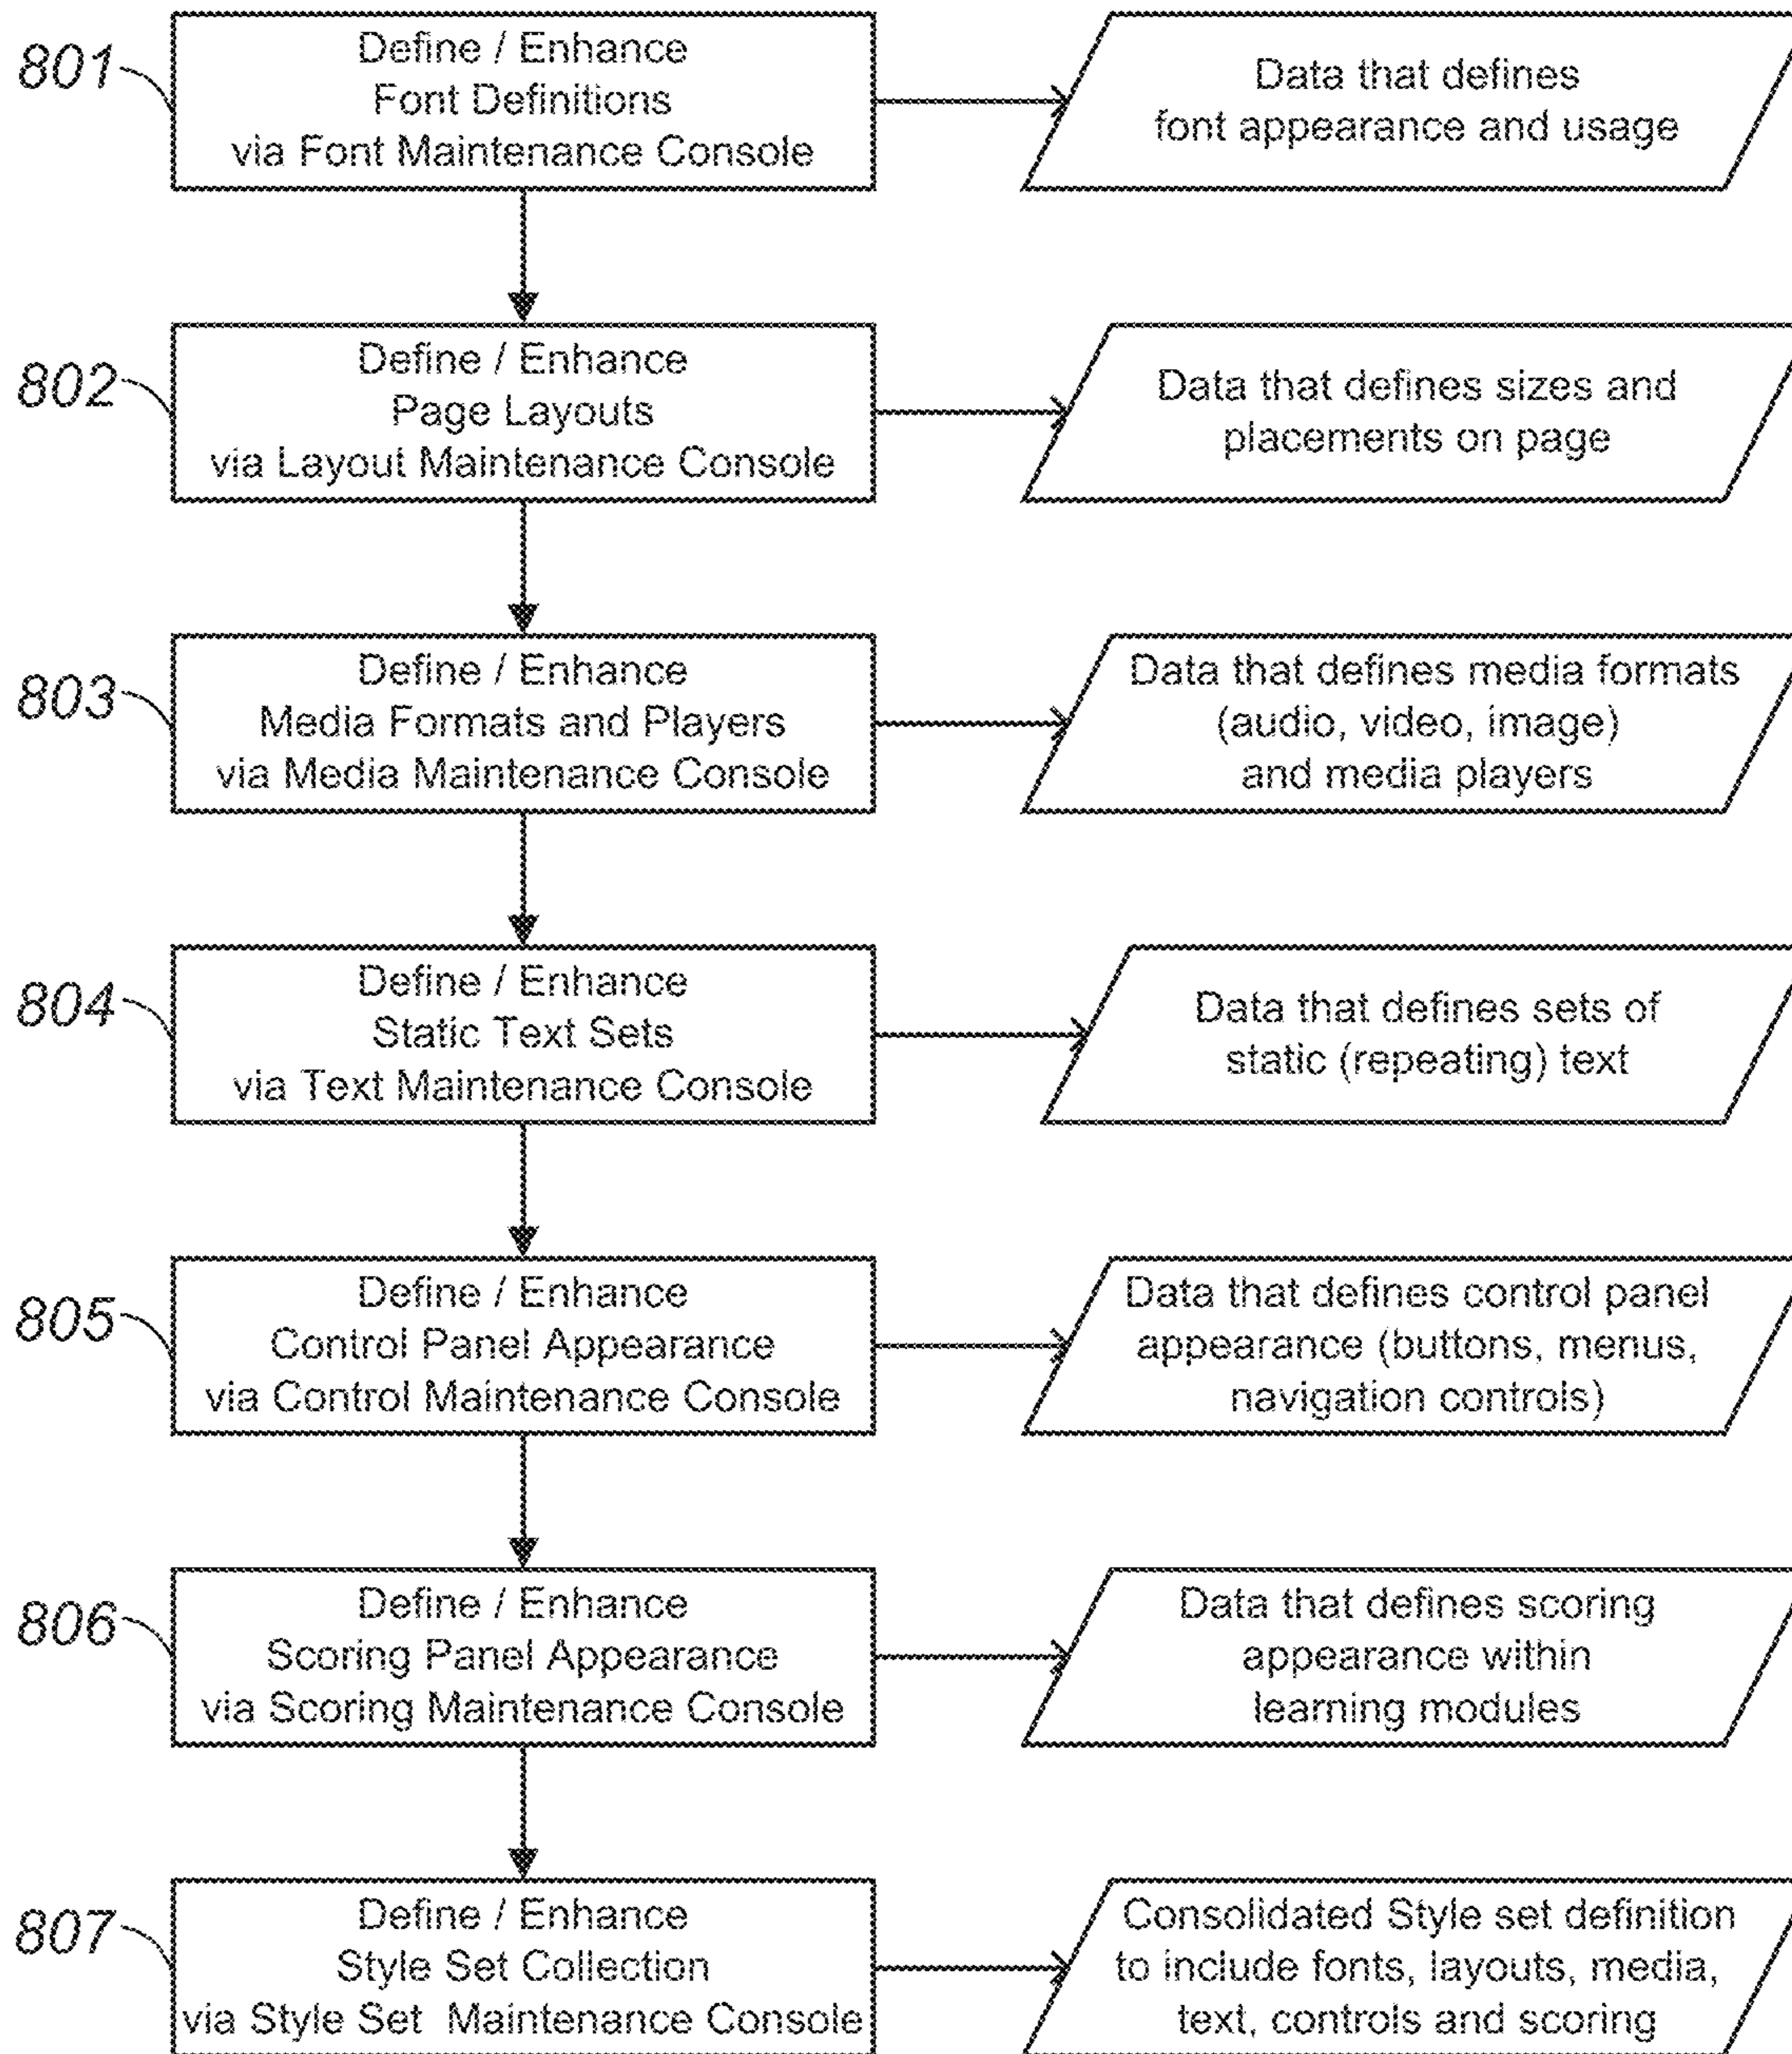 801
Define / Enhance
Font Definitions
via Font Maintenance Console
Data that defines
font appearance and usage
802
Define / Enhance
Page Layouts
via Layout Maintenance Console
Data that defines sizes and
placements on page
803
Define / Enhance
Media Formats and Players
via Media Maintenance Console
Data that defines media formats
(audio, video, image)
and media players
804
Define / Enhance
Static Text Sets
via Text Maintenance Console
Data that defines sets of
static (repeating) text
805
Define / Enhance
Control Panel Appearance
via Control Maintenance Console
Data that defines control panel
appearance (buttons, menus,
navigation controls)
806
Define / Enhance
Scoring Panel Appearance
via Scoring Maintenance Console
Data that defines scoring
appearance within
learning modules
807
Define / Enhance
Style Set Collection
via Style Set Maintenance Console
Consolidated Style set definition
to include fonts, layouts, media,
text, controls and scoring